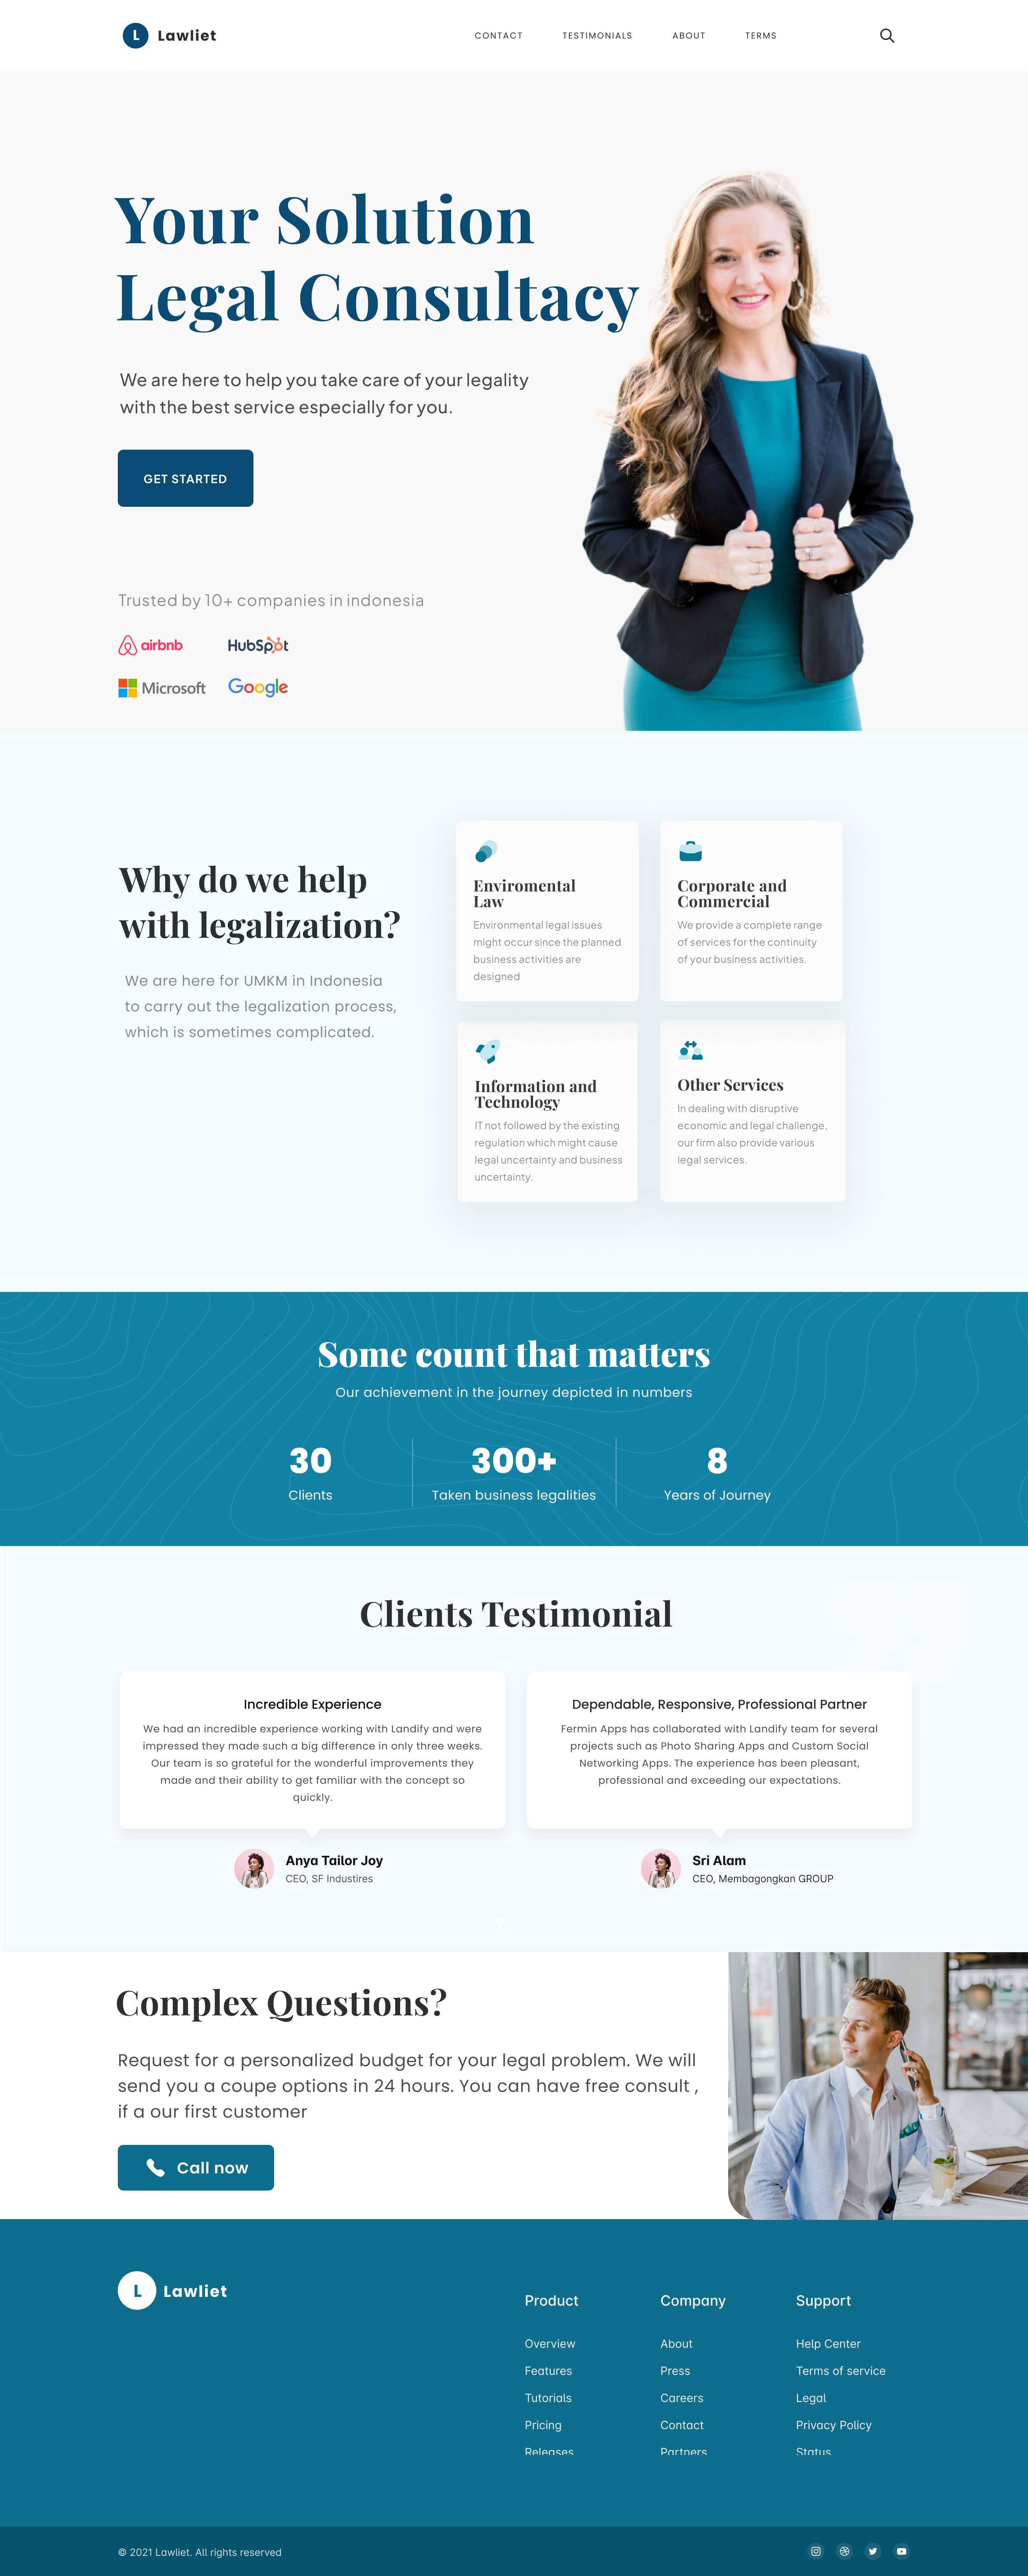 L Lawliet
CONTACT TESTIMONIALS ABOUT TERMS
Your Solution
Legal Consultacy
We are here to help you take care of your legality
with the best service especially for you.
GET STARTED
Trusted by 10+ companies in indonesia
airbnb HubSpot
Microsoft Google
Why do we help
with legalization?
We are here for UMKM in Indonesia
to carry out the legalization process,
which is sometimes complicated.
Enviromental
Law
Environmental legal issues
might occur since the planned
business activities are
designed
Corporate and
Commercial
We provide a complete range
of services for the continuity
of your business activities.
Information and
Technology
IT not followed by the existing
regulation which might cause
legal uncertainty and business
uncertainty.
Other Services
In dealing with disruptive
economic and legal challenge,
our firm also provide various
legal services.
Some count that matters
Our achievement in the journey depicted in numbers
30
Clients
300+
Taken business legalities
8
Years of Journey
Clients Testimonial
Incredible Experience
We had an incredible experience working with Landify and were
impressed they made such a big difference in only three weeks.
Our team is so grateful for the wonderful improvements they
made and their ability to get familiar with the concept so
quickly.
Anya Tailor Joy
CEO, SF Industires
Dependable, Responsive, Professional Partner
Fermin Apps has collaborated with Landify team for several
projects such as Photo Sharing Apps and Custom Social
Networking Apps. The experience has been pleasant,
professional and exceeding our expectations.
Sri Alam
CEO, Membagongkan GROUP
Complex Questions?
Request for a personalized budget for your legal problem. We will
send you a coupe options in 24 hours. You can have free consult ,
if a our first customer
Call now
L Lawliet
Product
Overview
Features
Tutorials
Pricing
Releases
Company
About
Press
Careers
Contact
Partners
Support
Help Center
Terms of service
Legal
Privacy Policy
Status
© 2021 Lawliet. All rights reserved